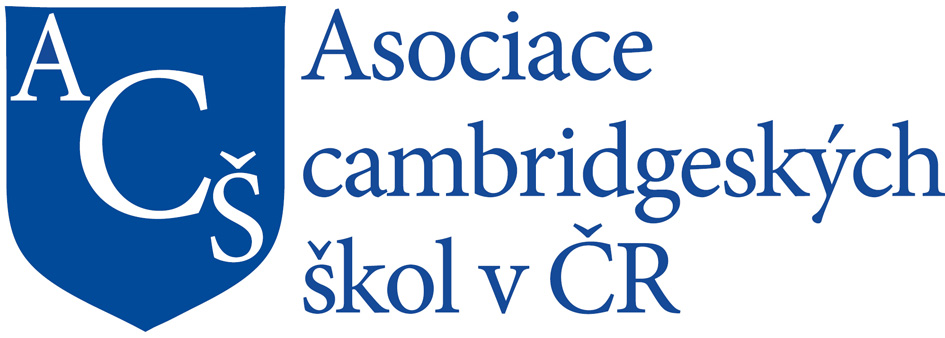 ACŠ
Asociace
cambridgeských
škol v ČR